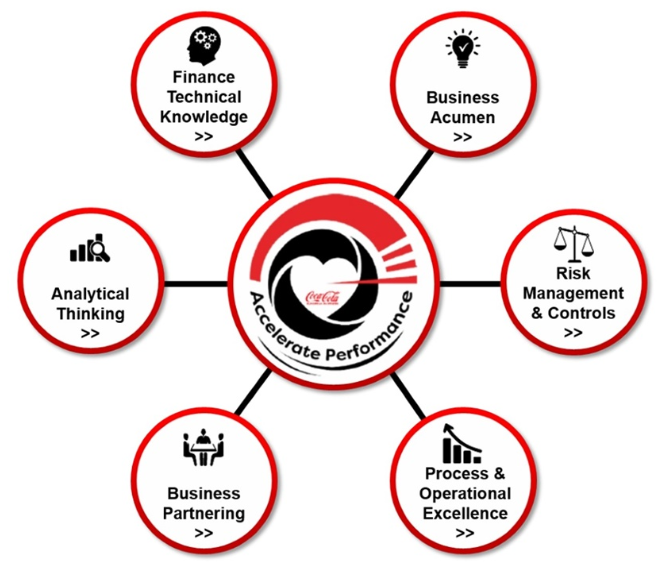 Finance
Technical
Knowledge
>>
Business
Acumen
>>
Analytical
Thinking
>>
Coca-Cola
Accelerate Performance
Risk
Management
& Controls
>>
Business
Partnering
>>
Process &
Operational
Excellence
>>